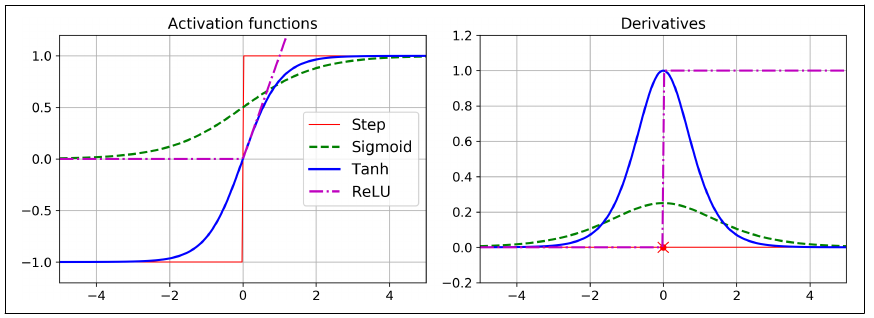 Activation functions
1.0
0.5
0.0
−0.5
−1.0
−4 −2 0 2 4
Step
Sigmoid
Tanh
ReLU
Derivatives
1.2
1.0
0.8
0.6
0.4
0.2
0.0
−0.2
−4 −2 0 2 4